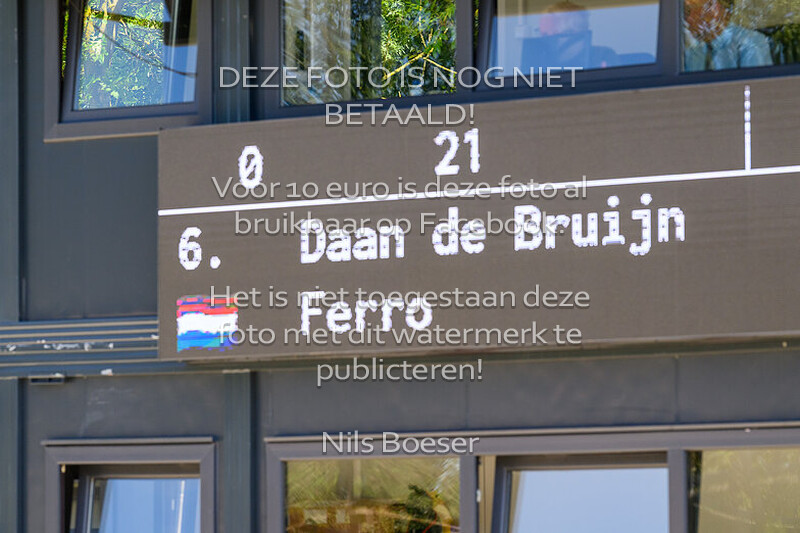 DEZE FOTO IS NOG NIET
BETAALD!
0 21
Voor 10 euro is deze foto al
bruikbaar op Facebook.
6. Daan de Bruijn
Het is niet toegestaan deze
Ferro
foto met dit watermerk te
publiceren!
Nils Boeser